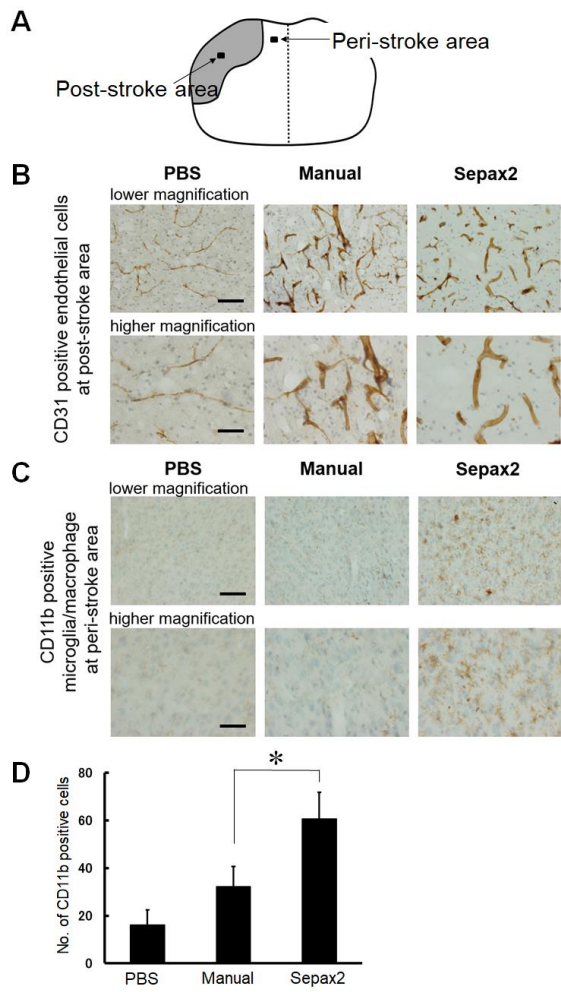 A
Peri-stroke area
Post-stroke area
B
PBS
Manual
Sepax2
lower magnification
higher magnification
CD31 positive endothelial cells
at post-stroke area
C
PBS
Manual
Sepax2
lower magnification
higher magnification
CD11b positive
microglia/macrophage
at peri-stroke area
D
*
No. of CD11b positive cells
80
60
40
20
0
PBS
Manual
Sepax2